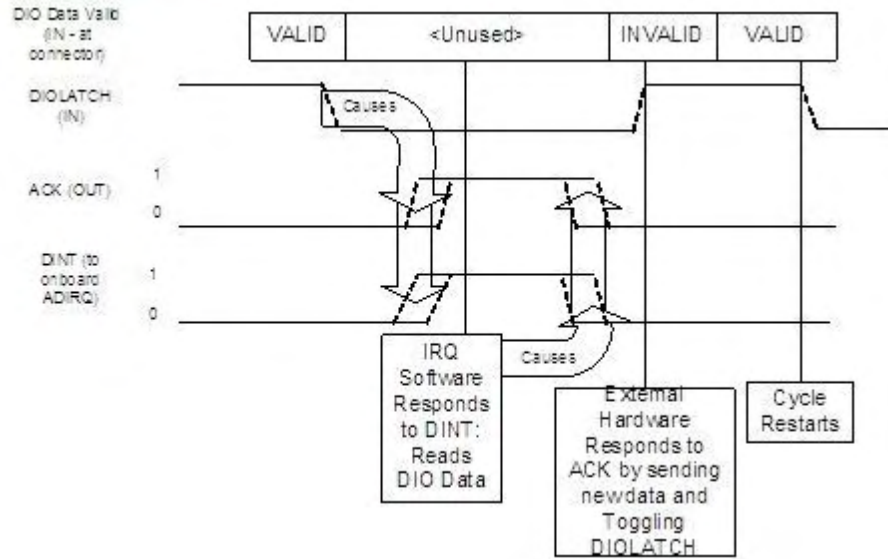 DIO Data Valid
(IN - at
connector)
VALID
<Unused>
INVALID
VALID
DIOLATCH
(IN)
Causes
ACK (OUT)
1
0
DINT (to
onboard
ADIRQ)
1
0
IRQ
Software
Responds
to DINT:
Reads
DIO Data
Causes
External
Hardware
Responds to
ACK by sending
new data and
Toggling
DIOLATCH
Cycle
Restarts